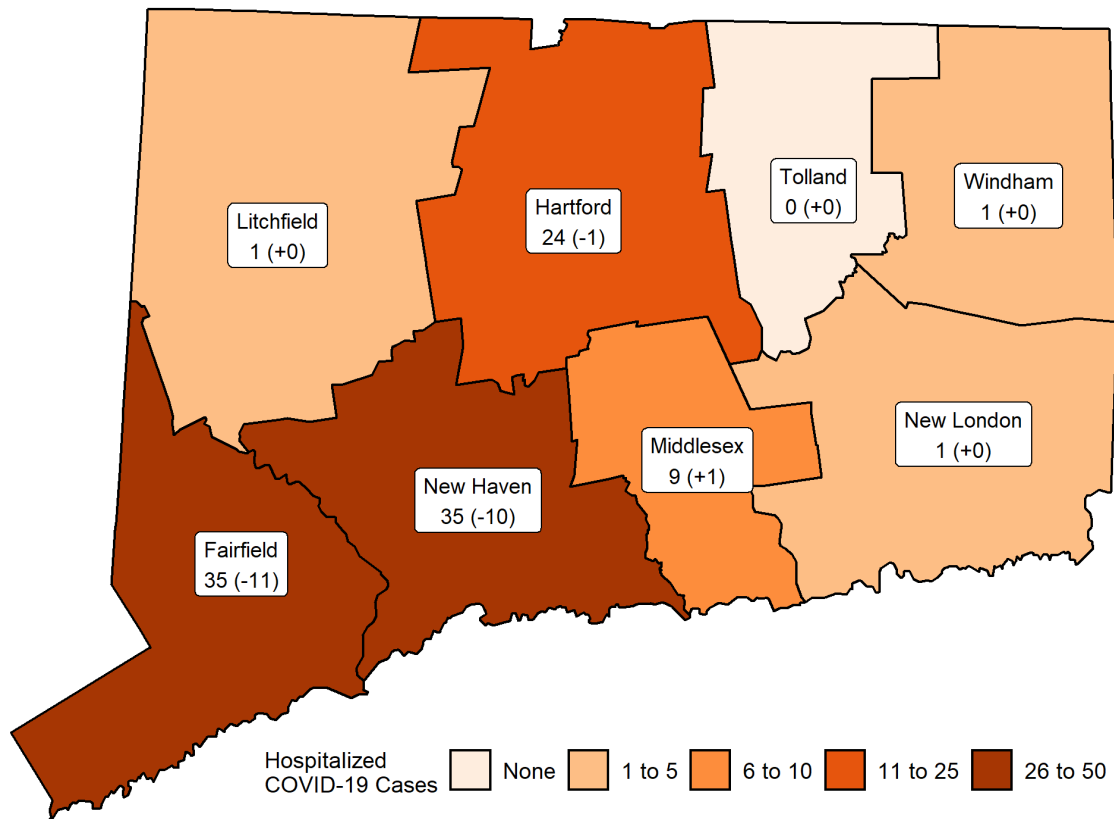 Tolland
0 (+0)
Windham
1 (+0)
Hartford
24 (-1)
Litchfield
1 (+0)
New London
1 (+0)
Middlesex
9 (+1)
New Haven
35 (-10)
Fairfield
35 (-11)
Hospitalized
COVID-19 Cases
None
1 to 5
6 to 10
11 to 25
26 to 50